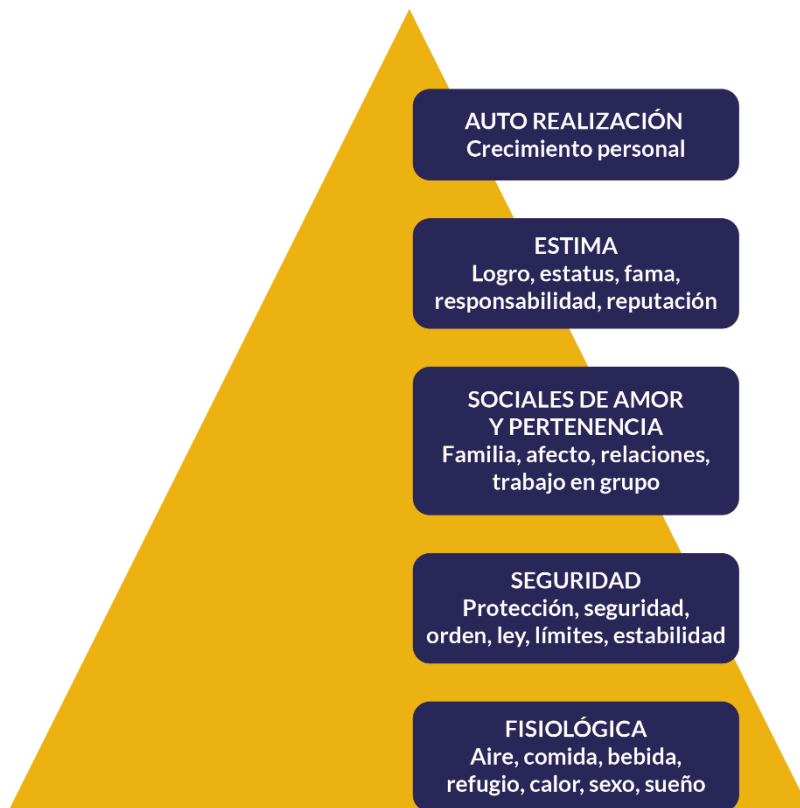 AUTO REALIZACIÓN
Crecimiento personal
ESTIMA
Logro, estatus, fama,
responsabilidad, reputación
SOCIALES DE AMOR
Y PERTENENCIA
Familia, afecto, relaciones,
trabajo en grupo
SEGURIDAD
Protección, seguridad,
orden, ley, límites, estabilidad
FISIOLÓGICA
Aire, comida, bebida,
refugio, calor, sexo, sueño